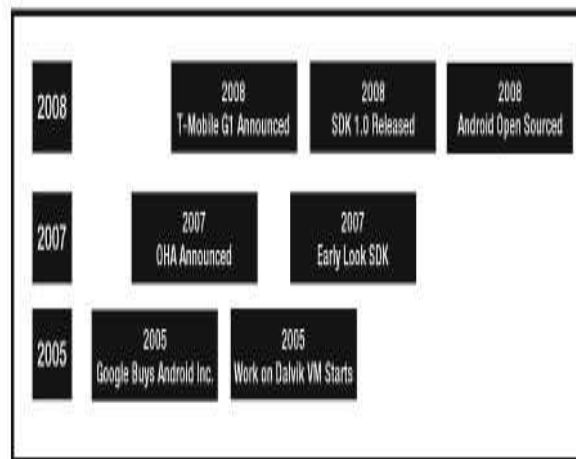 2008
2008
T-Mobile G1 Announced
2008
SDK 1.0 Released
2008
Android Open Sourced
2007
2007
OHA Announced
2007
Early Look SDK
2005
2005
Google Buys Android Inc.
2005
Work on Dalvik VM Starts